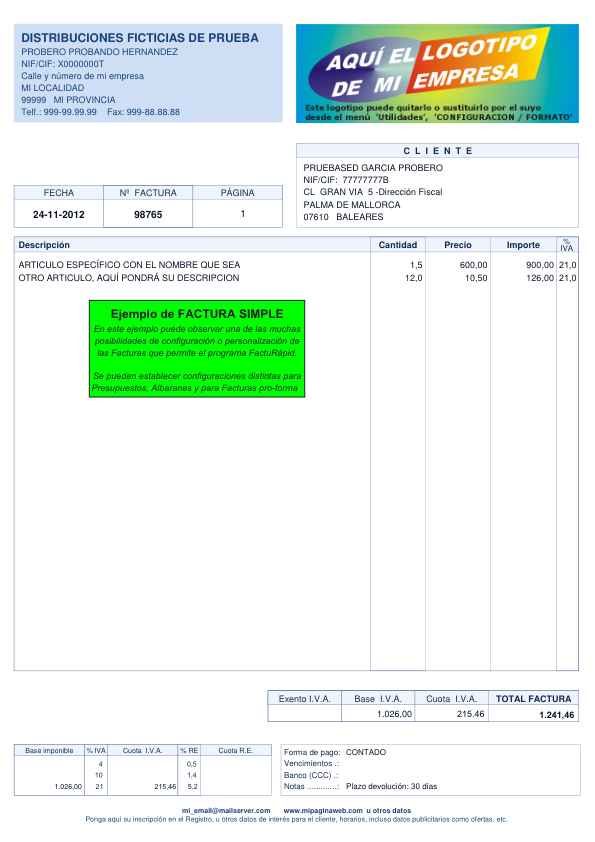 DISTRIBUCIONES FICTICIAS DE PRUEBA
PROBERO PROBANDO HERNANDEZ
NIF/CIF: X0000000T
Calle y número de mi empresa
MI LOCALIDAD
99999 MI PROVINCIA
Telf.: 999-99.99.99 Fax: 999-88.88.88
AQUÍ EL LOGOTIPO
DE MI EMPRESA
Este logotipo puede quitarlo o sustituirlo por el suyo
desde el menú 'Utilidades', 'CONFIGURACION / FORMATO'
C L I E N T E
PRUEBASED GARCIA PROBERO
NIF/CIF: 77777777B
CL GRAN VIA 5 -Dirección Fiscal
PALMA DE MALLORCA
07610 BALEARES
FECHA Nº FACTURA PÁGINA
24-11-2012 98765 1
Descripción Cantidad Precio Importe % IVA
ARTICULO ESPECÍFICO CON EL NOMBRE QUE SEA 1,5 600,00 900,00 21,0
OTRO ARTICULO, AQUÍ PONDRÁ SU DESCRIPCION 12,0 10,50 126,00 21,0
Ejemplo de FACTURA SIMPLE
En este ejemplo puede observar una de las muchas
posibilidades de configuración o personalización de
las Facturas que permite el programa FactuRápid.
Se pueden establecer configuraciones distintas para
Presupuestos, Albaranes y para Facturas pro-forma
Exento I.V.A. Base I.V.A. Cuota I.V.A. TOTAL FACTURA
1.026,00 215.46 1.241,46
Base imponible % IVA Cuota I.V.A. % RE Cuota R.E.
4 0,5
10 1,4
1.026,00 21 215,46 5,2
Forma de pago: CONTADO
Vencimientos .:
Banco (CCC) .:
Notas ............: Plazo devolución: 30 días
mi_email@mailserver.com www.mipaginaweb.com u otros datos
Ponga aquí su inscripción en el Registro, u otros datos de interés para el cliente, horarios, incluso datos publicitarios como ofertas, etc.